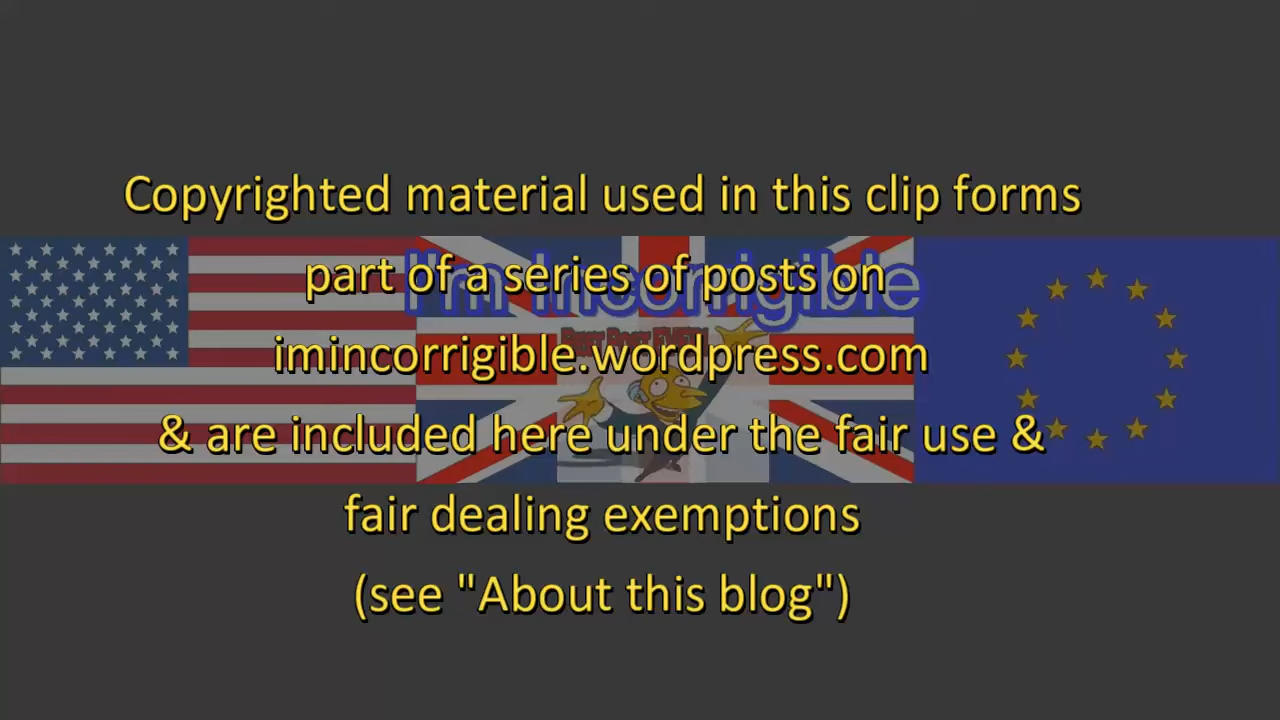 Copyrighted material used in this clip forms
I'm Incorrigible
part of a series of posts on
imincorrigible.wordpress.com
& are included here under the fair use &
fair dealing exemptions
(see "About this blog")